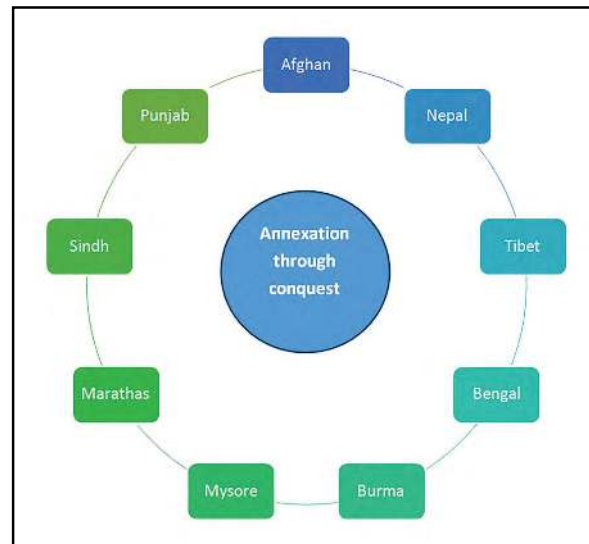 Afghan
Nepal
Tibet
Bengal
Burma
Mysore
Marathas
Sindh
Punjab
Annexation
through
conquest